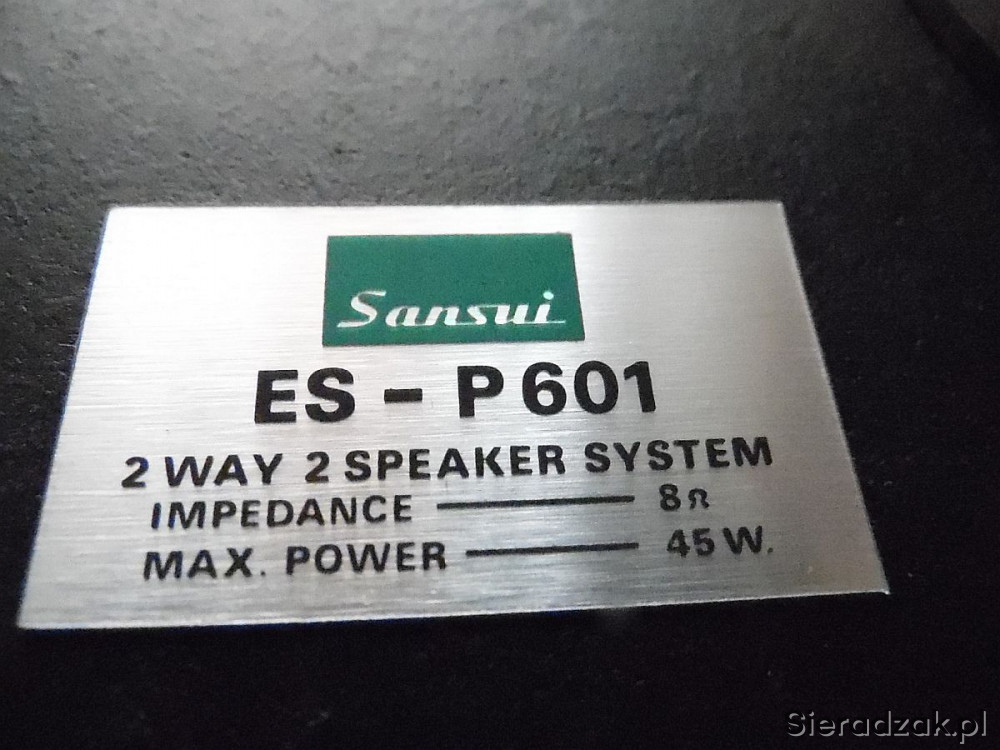 Sansui
ES - P601
2 WAY 2 SPEAKER SYSTEM
IMPEDANCE — 8Ω
MAX. POWER — 45 W.
Sieradzak.pl